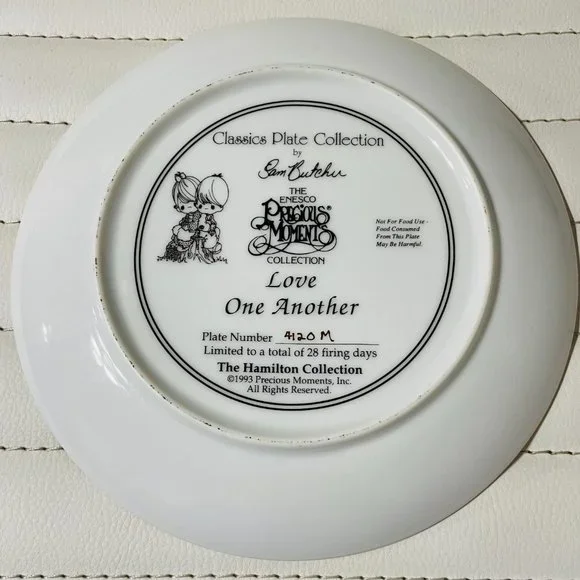 Classics Plate Collection
by
Sam Butcher
THE
ENESCO
PRECIOUS®
MOMENTS
COLLECTION
Not For Food Use -
Food Consumed
From This Plate
May Be Harmful.
Love
One Another
Plate Number 4120 M
Limited to a total of 28 firing days
The Hamilton Collection
©1993 Precious Moments, Inc.
All Rights Reserved.